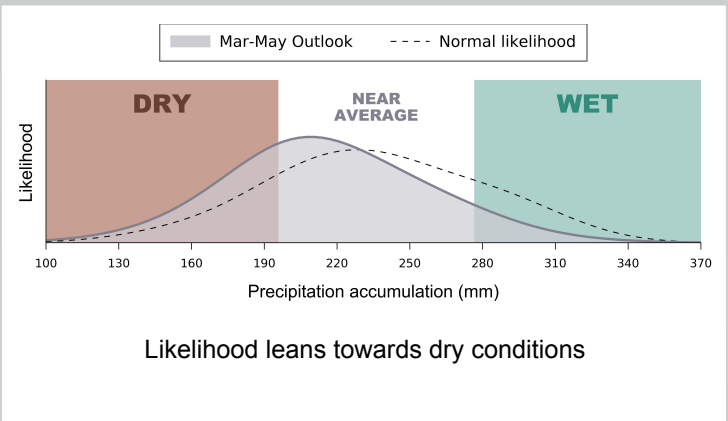 Mar-May Outlook
Normal likelihood
DRY
NEAR
AVERAGE
WET
Likelihood
100 130 160 190 220 250 280 310 340 370
Precipitation accumulation (mm)
Likelihood leans towards dry conditions